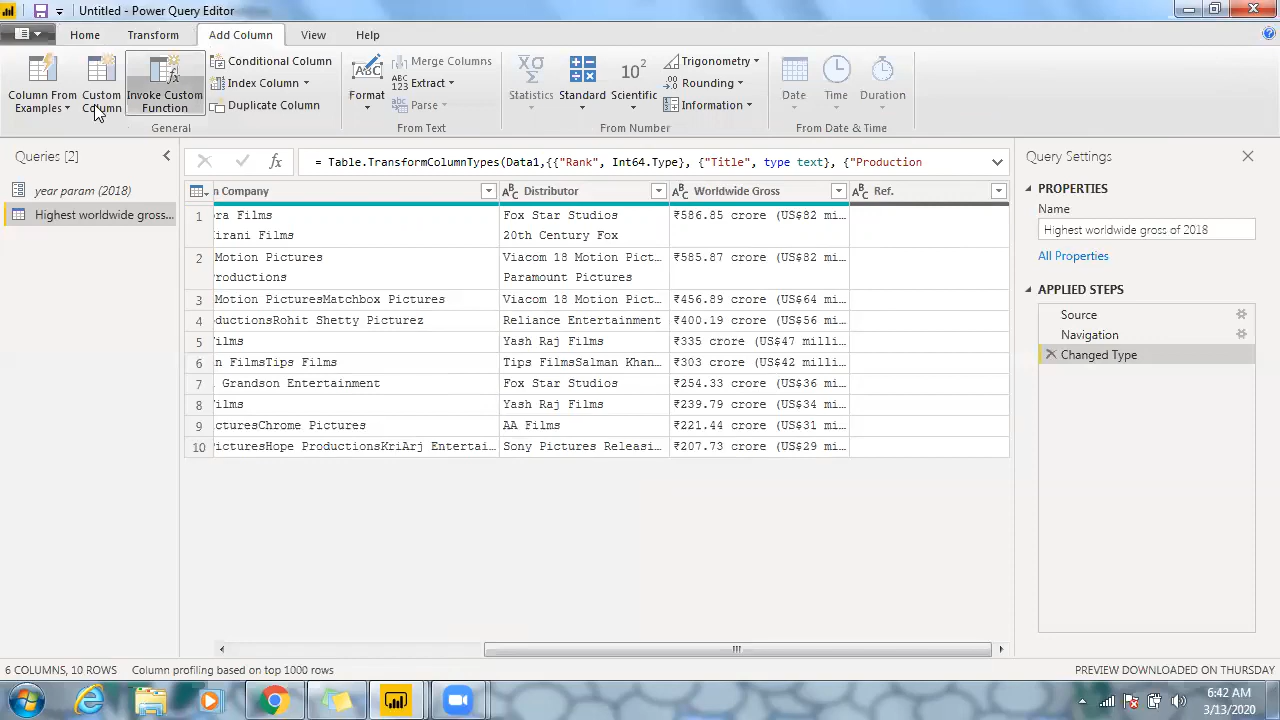 Untitled - Power Query Editor
Home Transform Add Column View Help
Column From Examples
Custom Column
Invoke Custom Function
Conditional Column
Index Column
Duplicate Column
General
Format
ABC
Merge Columns
Extract
Parse
From Text
Statistics
Standard
Scientific
10²
Trigonometry
Rounding
Information
From Number
Date
Time
Duration
From Date & Time
Queries [2]
year param (2018)
Highest worldwide gross...
= Table.TransformColumnTypes(Data1,{{"Rank", Int64.Type}, {"Title", type text}, {"Production
n Company Distributor Worldwide Gross Ref.
1 ora Films Fox Star Studios ₹586.85 crore (US$82 mi...
Hirani Films 20th Century Fox
2 Motion Pictures Viacom 18 Motion Pict... ₹585.87 crore (US$82 mi...
Productions Paramount Pictures
3 Motion PicturesMatchbox Pictures Viacom 18 Motion Pict... ₹456.89 crore (US$64 mi...
4 ductionsRohit Shetty Picturez Reliance Entertainment ₹400.19 crore (US$56 mi...
5 Films Yash Raj Films ₹335 crore (US$47 milli...
6 n FilmsTips Films Tips FilmsSalman Khan... ₹303 crore (US$42 milli...
7 Grandson Entertainment Fox Star Studios ₹254.33 crore (US$36 mi...
8 Films Yash Raj Films ₹239.79 crore (US$34 mi...
9 cturesChrome Pictures AA Films ₹221.44 crore (US$31 mi...
10 PicturesHope ProductionsKriArj Entertai... Sony Pictures Releasi... ₹207.73 crore (US$29 mi...
Query Settings
PROPERTIES
Name
Highest worldwide gross of 2018
All Properties
APPLIED STEPS
Source
Navigation
Changed Type
6 COLUMNS, 10 ROWS Column profiling based on top 1000 rows PREVIEW DOWNLOADED ON THURSDAY
6:42 AM
3/13/2020